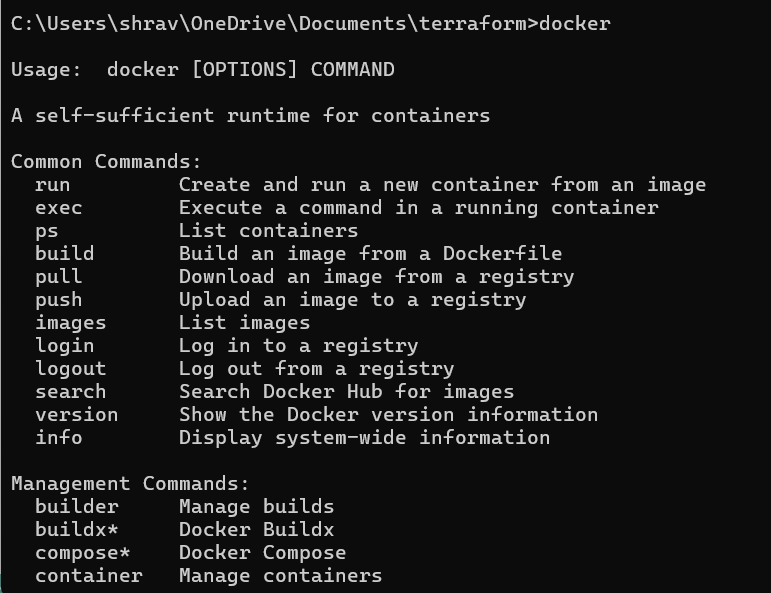 C:\Users\shrav\OneDrive\Documents\terraform>docker
Usage:  docker [OPTIONS] COMMAND
A self-sufficient runtime for containers
Common Commands:
  run         Create and run a new container from an image
  exec        Execute a command in a running container
  ps          List containers
  build       Build an image from a Dockerfile
  pull        Download an image from a registry
  push        Upload an image to a registry
  images      List images
  login       Log in to a registry
  logout      Log out from a registry
  search      Search Docker Hub for images
  version     Show the Docker version information
  info        Display system-wide information
Management Commands:
  builder     Manage builds
  buildx*     Docker Buildx
  compose*    Docker Compose
  container   Manage containers